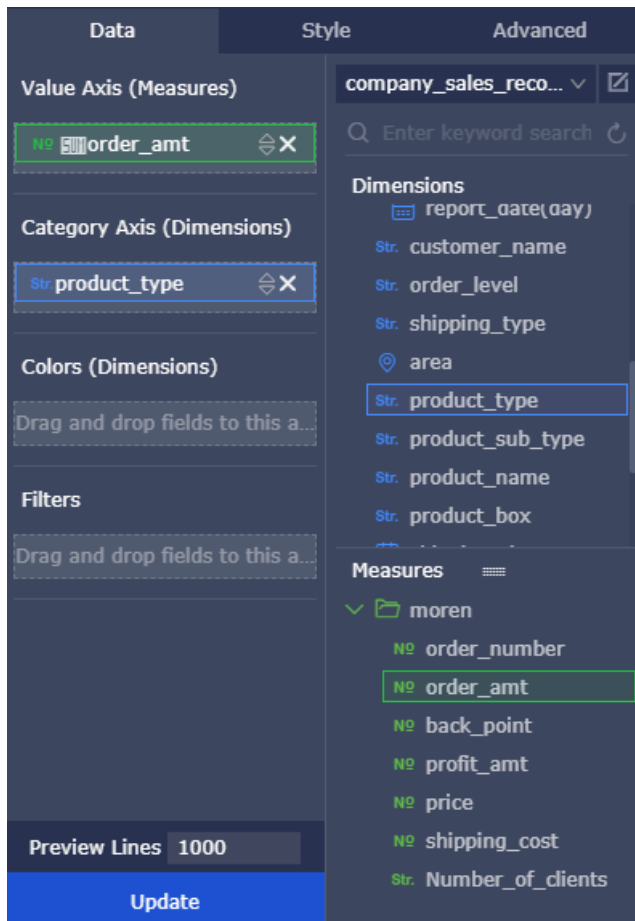 Data
Style
Advanced
Value Axis (Measures)
Nº SUM order_amt
Category Axis (Dimensions)
Str. product_type
Colors (Dimensions)
Drag and drop fields to this a...
Filters
Drag and drop fields to this a...
Preview Lines 1000
Update
company_sales_reco...
Enter keyword search
Dimensions
report_date(day)
Str. customer_name
Str. order_level
Str. shipping_type
area
Str. product_type
Str. product_sub_type
Str. product_name
Str. product_box
Measures
moren
Nº order_number
Nº order_amt
Nº back_point
Nº profit_amt
Nº price
Nº shipping_cost
Str. Number_of_clients